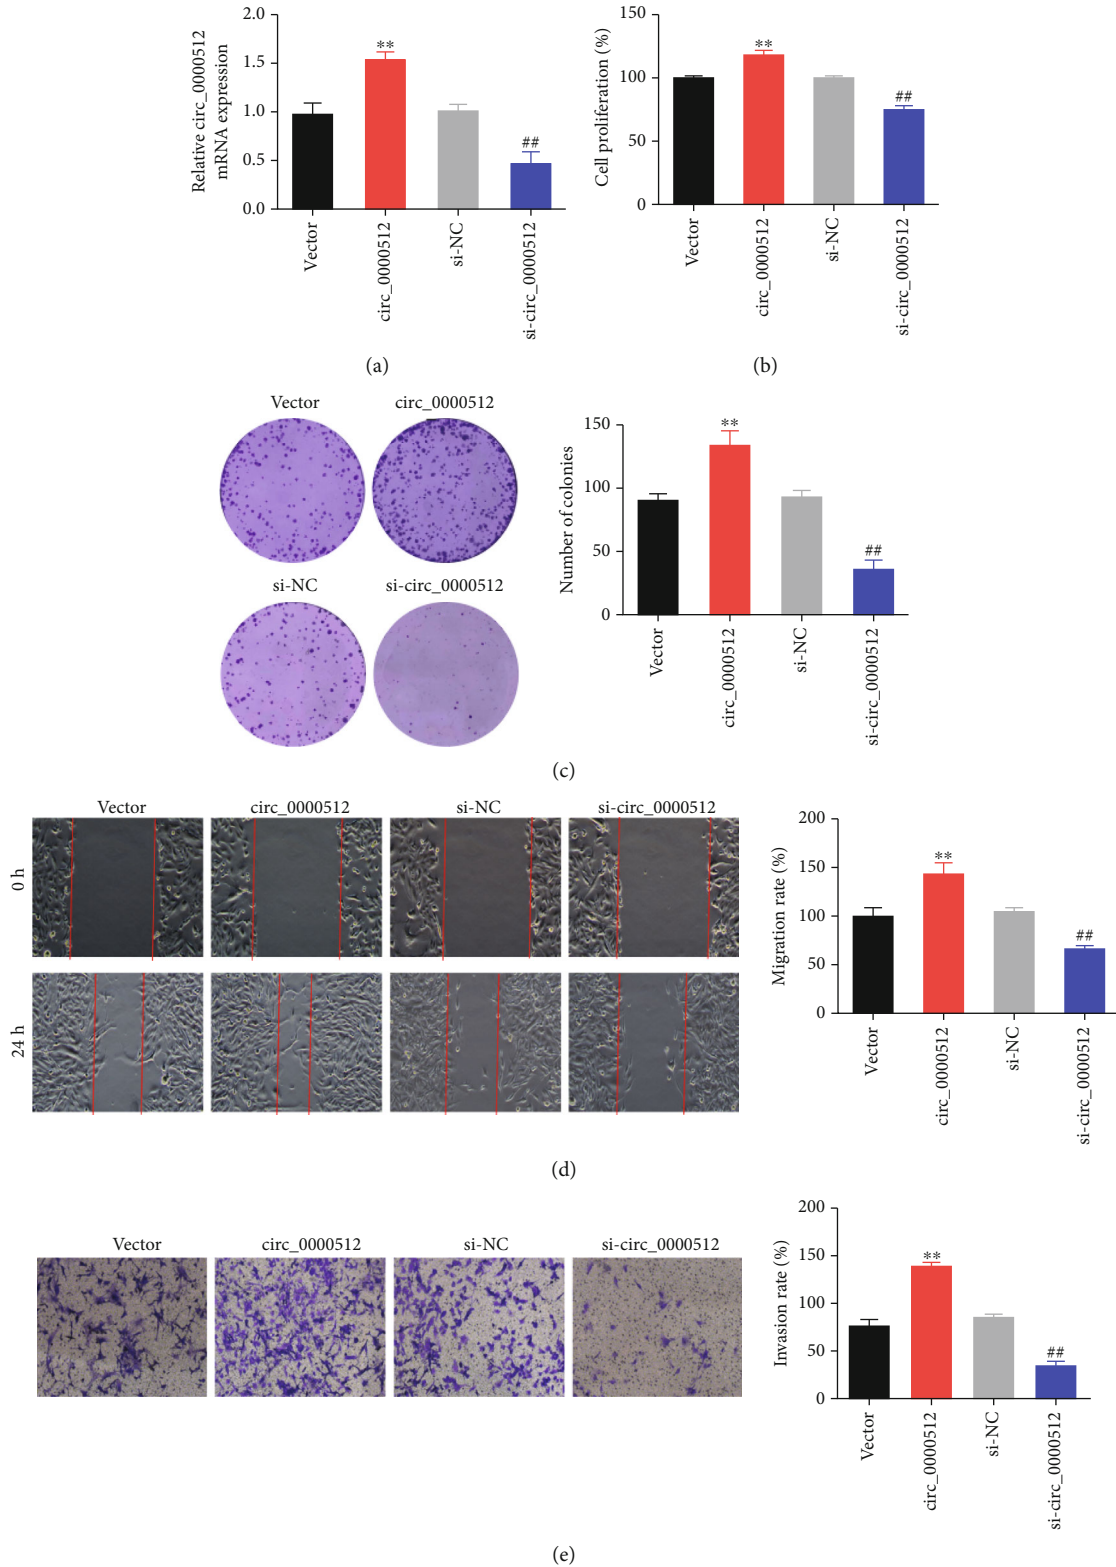 Relative circ_0000512
mRNA expression
2.0
1.5
1.0
0.5
0.0
**
##
Vector
circ_0000512
si-NC
si-circ_0000512
(a)
Cell proliferation (%)
150
100
50
0
**
##
Vector
circ_0000512
si-NC
si-circ_0000512
(b)
Vector
circ_0000512
si-NC
si-circ_0000512
Number of colonies
150
100
50
0
**
##
Vector
circ_0000512
si-NC
si-circ_0000512
(c)
Vector
circ_0000512
si-NC
si-circ_0000512
0 h
24 h
Migration rate (%)
200
150
100
50
0
**
##
Vector
circ_0000512
si-NC
si-circ_0000512
(d)
Vector
circ_0000512
si-NC
si-circ_0000512
Invasion rate (%)
200
150
100
50
0
**
##
Vector
circ_0000512
si-NC
si-circ_0000512
(e)